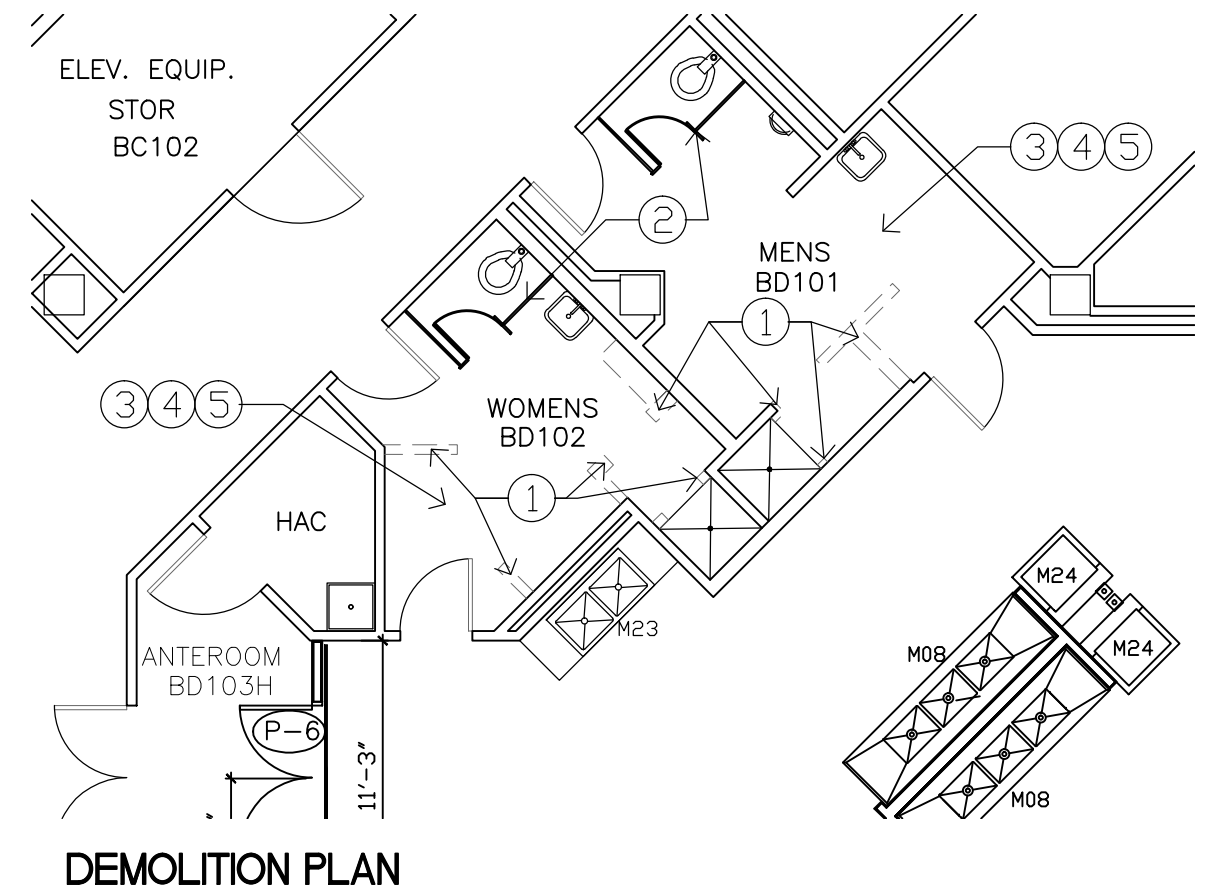 ELEV. EQUIP.
STOR
BC102
3 4 5
2
MENS
BD101
1
3 4 5
WOMENS
BD102
1
HAC
M24
M23
M24
ANTEROOM
BD103H
M08
P-6
11'-3"
"
M08
DEMOLITION PLAN